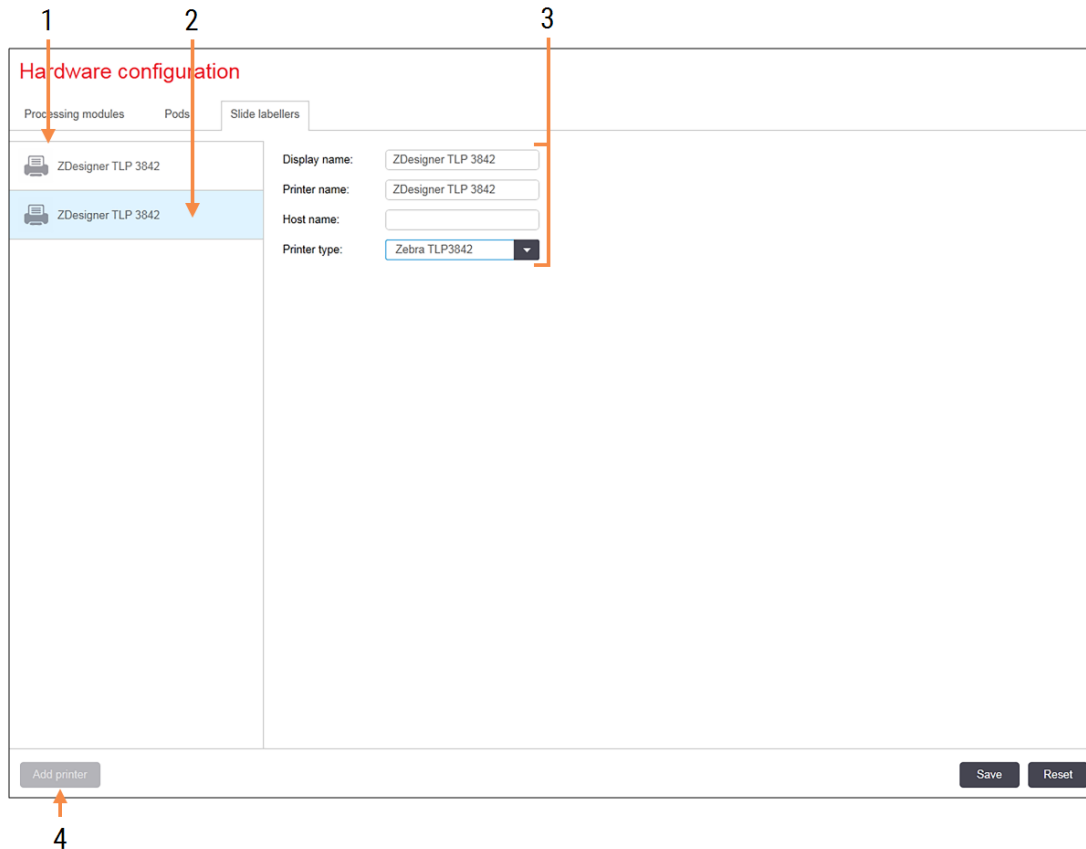 1 2 3
Hardware configuration
Processing modules Pods Slide labellers
ZDesigner TLP 3842
ZDesigner TLP 3842
Display name: ZDesigner TLP 3842
Printer name: ZDesigner TLP 3842
Host name:
Printer type: Zebra TLP3842
Add printer Save Reset
4